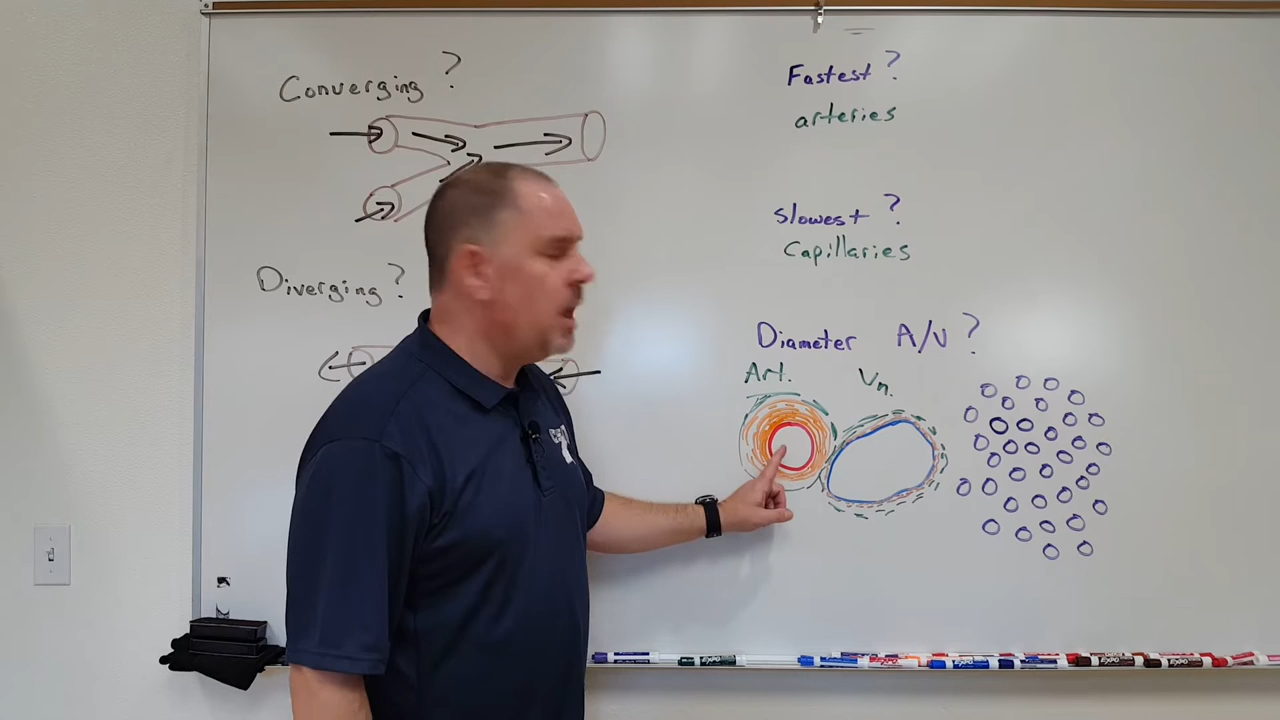 Converging ?
Diverging ?
Fastest ?
arteries
Slowest ?
Capillaries
Diameter A/V ?
Art.
Vn.